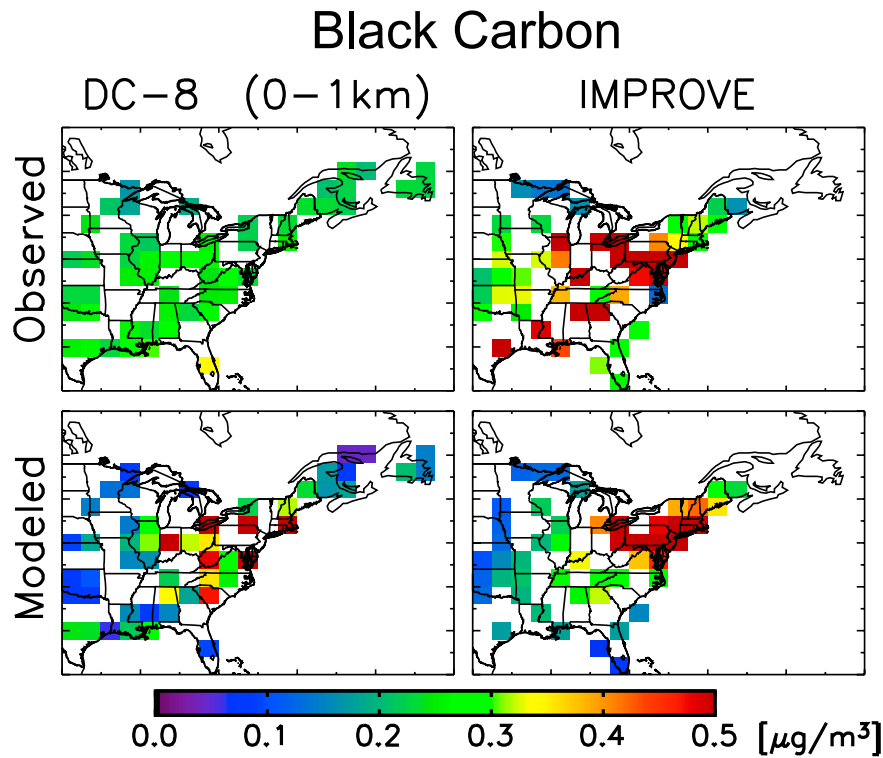 Black Carbon
DC-8 (0-1km) IMPROVE
Observed
Modeled
0.0 0.1 0.2 0.3 0.4 0.5 [μg/m³]